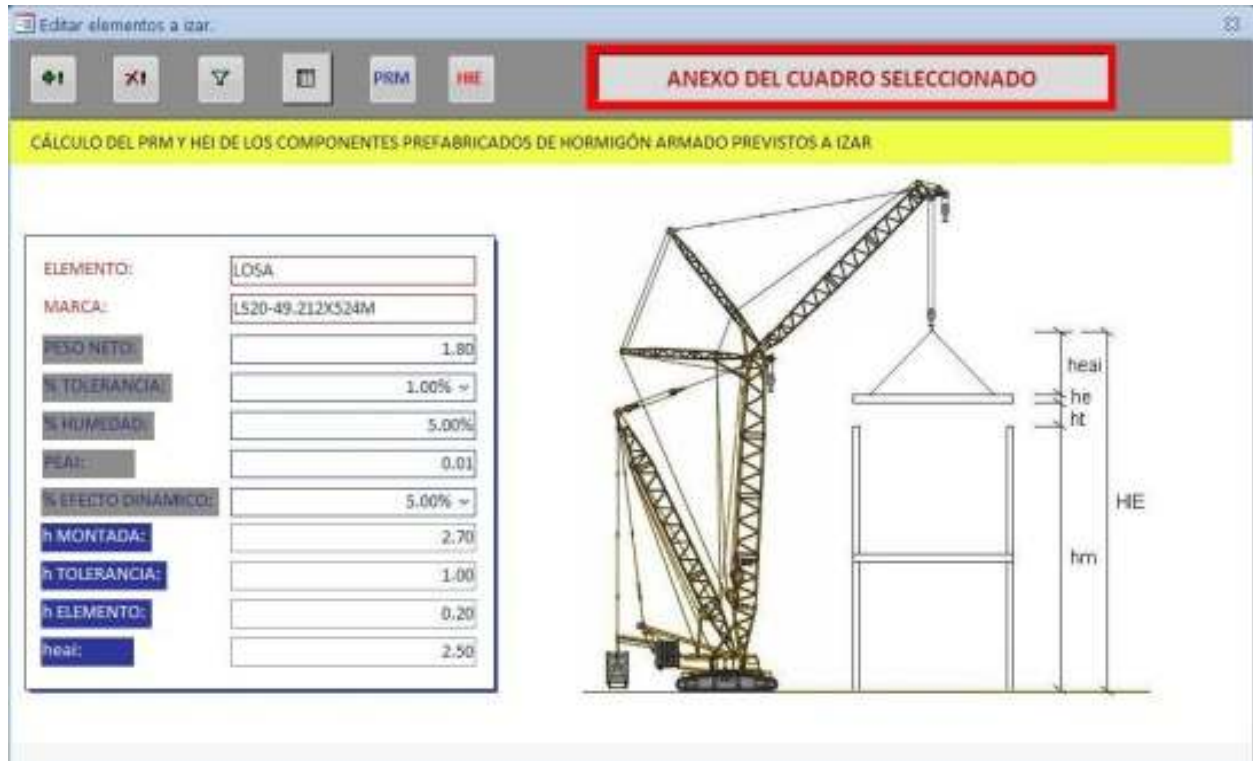 Editar elementos a izar.
PRM
HIE
ANEXO DEL CUADRO SELECCIONADO
CÁLCULO DEL PRM Y HEI DE LOS COMPONENTES PREFABRICADOS DE HORMIGÓN ARMADO PREVISTOS A IZAR
ELEMENTO: LOSA
MARCA: L520-49.212X524M
PESO NETO: 1.80
% TOLERANCIA: 1.00%
% HUMEDAD: 5.00%
PEAI: 0.01
% EFECTO DINAMICO: 5.00%
h MONTADA: 2.70
h TOLERANCIA: 1.00
h ELEMENTO: 0.20
heai: 2.50
heai
he
ht
HIE
hm